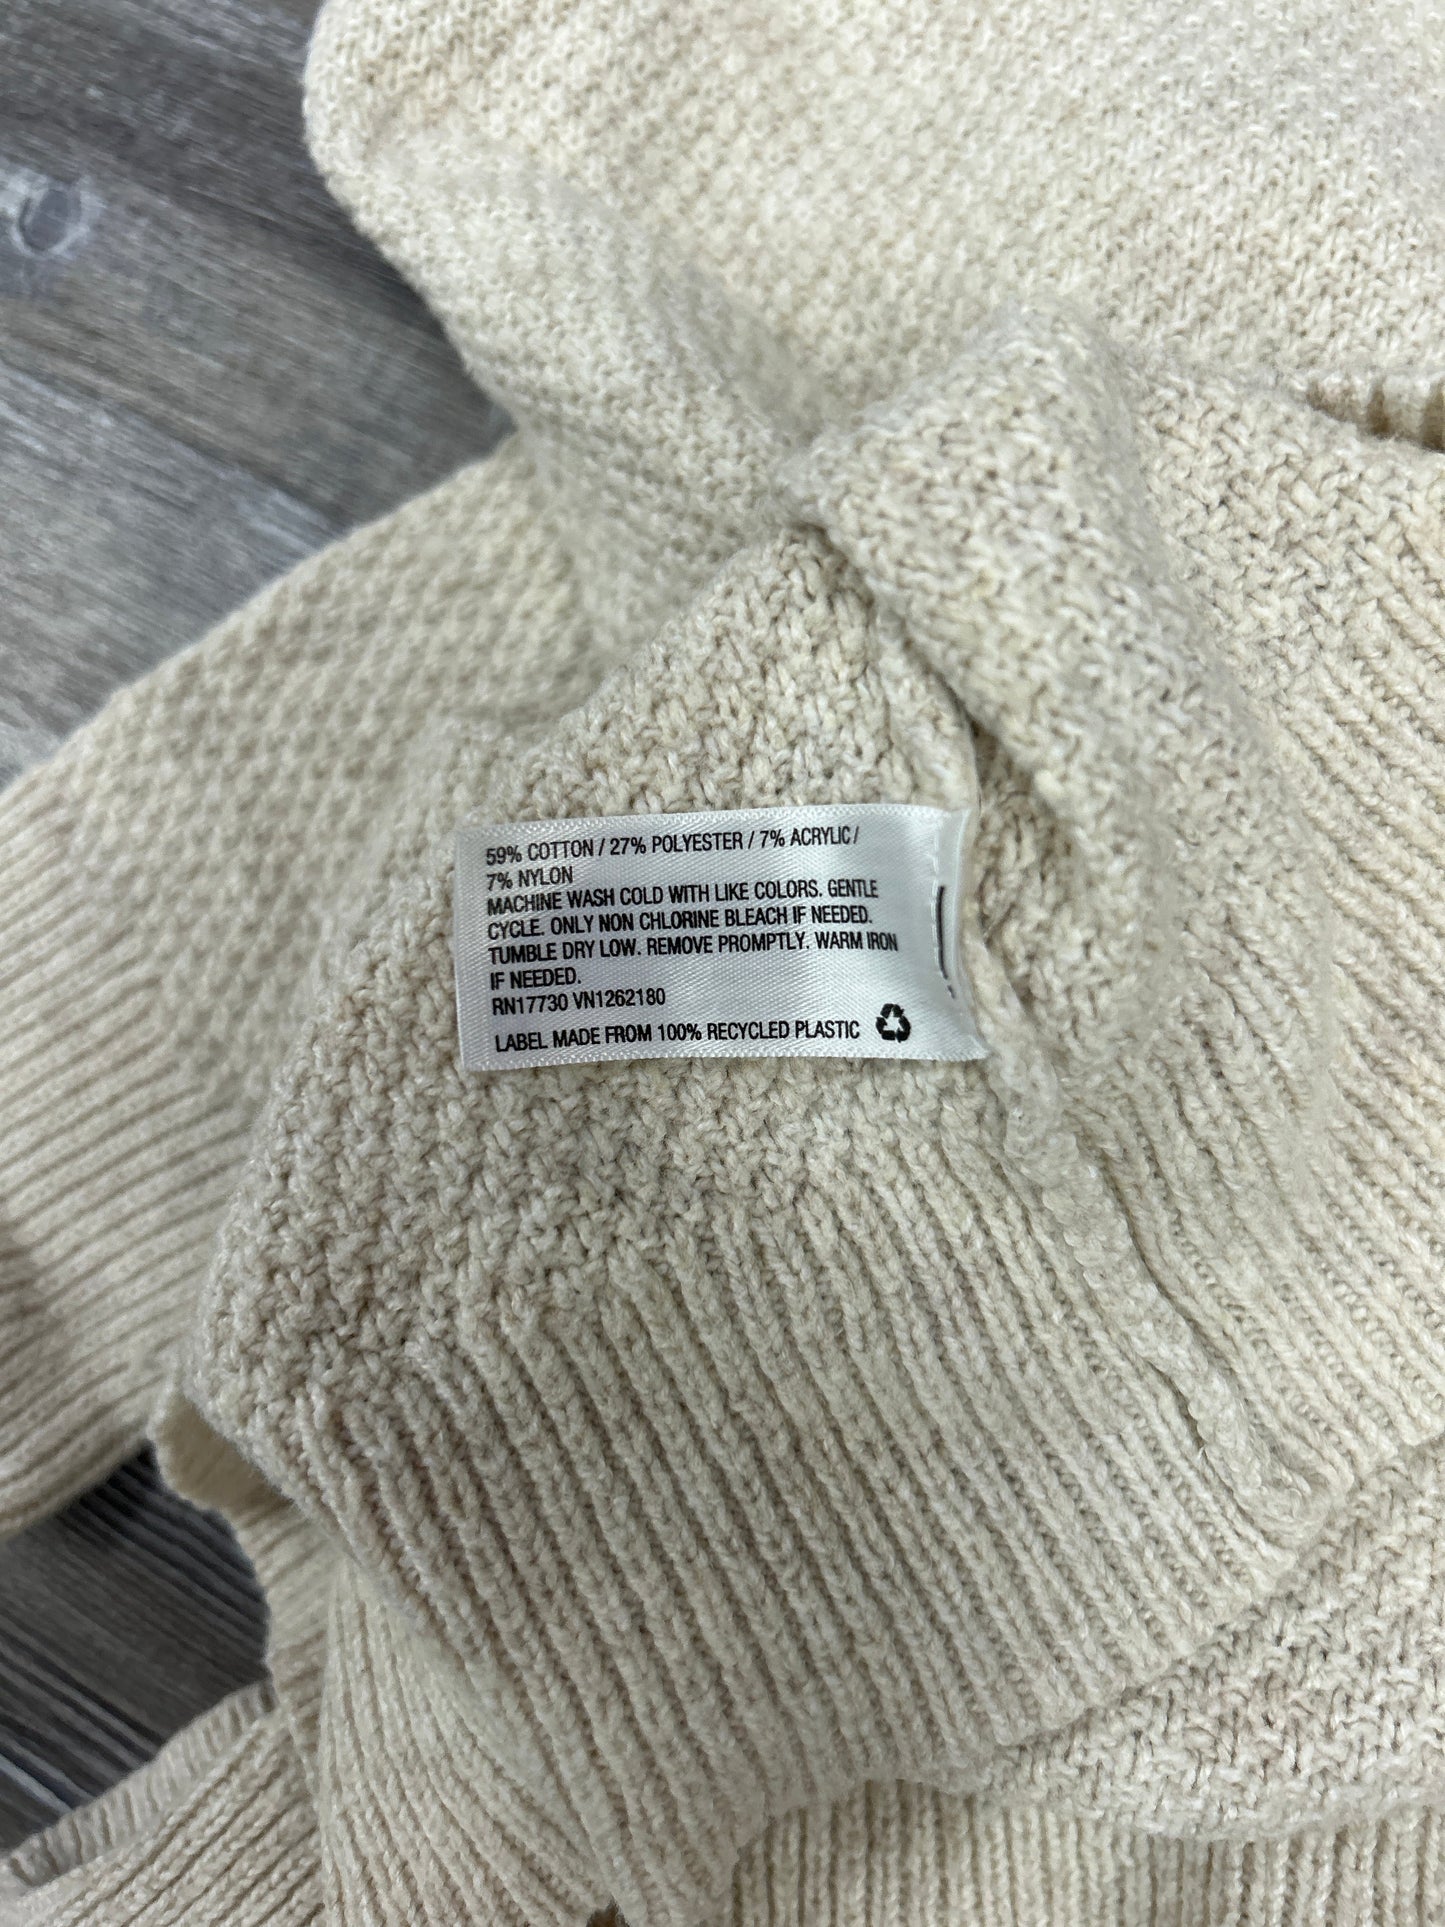 59% COTTON / 27% POLYESTER / 7% ACRYLIC /
7% NYLON
MACHINE WASH COLD WITH LIKE COLORS. GENTLE
CYCLE. ONLY NON CHLORINE BLEACH IF NEEDED.
TUMBLE DRY LOW. REMOVE PROMPTLY. WARM IRON
IF NEEDED.
RN17730 VN1262180
LABEL MADE FROM 100% RECYCLED PLASTIC